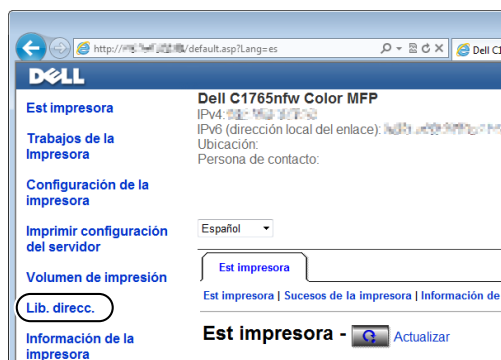 http:// /default.asp?Lang=es
Dell C1
DELL
Dell C1765nfw Color MFP
IPv4:
IPv6 (dirección local del enlace):
Ubicación:
Persona de contacto:
Est impresora
Trabajos de la
Impresora
Configuración de la
impresora
Imprimir configuración
del servidor
Volumen de impresión
Lib. direcc.
Información de la
impresora
Español
Est impresora
Est impresora | Sucesos de la impresora | Información de
Est impresora - Actualizar